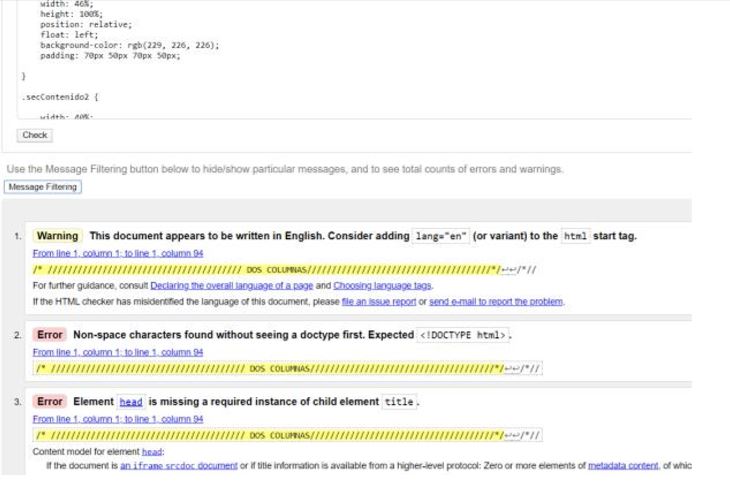 width: 46%;
height: 100%;
position: relative;
float: left;
background-color: rgb(229, 226, 226);
padding: 70px 50px 70px 50px;
}
.secContenido2 {
width: 40%;
Check
Use the Message Filtering button below to hide/show particular messages, and to see total counts of errors and warnings.
Message Filtering
1. Warning This document appears to be written in English. Consider adding lang="en" (or variant) to the html start tag.
From line 1, column 1; to line 1, column 94
/* /////////////////////////////////////// DOS COLUMNAS/////////////////////////////////////*/↩↩/*//
For further guidance, consult Declaring the overall language of a page and Choosing language tags.
If the HTML checker has misidentified the language of this document, please file an issue report or send e-mail to report the problem.
2. Error Non-space characters found without seeing a doctype first. Expected <!DOCTYPE html>.
From line 1, column 1; to line 1, column 94
/* /////////////////////////////////////// DOS COLUMNAS/////////////////////////////////////*/↩↩/*//
3. Error Element head is missing a required instance of child element title.
From line 1, column 1; to line 1, column 94
/* /////////////////////////////////////// DOS COLUMNAS/////////////////////////////////////*/↩↩/*//
Content model for element head:
If the document is an iframe srcdoc document or if title information is available from a higher-level protocol: Zero or more elements of metadata content, of whic